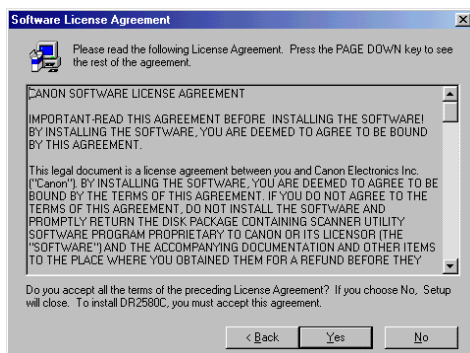 Software License Agreement
Please read the following License Agreement. Press the PAGE DOWN key to see
the rest of the agreement.
CANON SOFTWARE LICENSE AGREEMENT
IMPORTANT-READ THIS AGREEMENT BEFORE INSTALLING THE SOFTWARE!
BY INSTALLING THE SOFTWARE, YOU ARE DEEMED TO AGREE TO BE BOUND
BY THIS AGREEMENT.
This legal document is a license agreement between you and Canon Electronics Inc.
("Canon"). BY INSTALLING THE SOFTWARE, YOU ARE DEEMED TO AGREE TO BE
BOUND BY THE TERMS OF THIS AGREEMENT. IF YOU DO NOT AGREE TO THE
TERMS OF THIS AGREEMENT, DO NOT INSTALL THE SOFTWARE AND
PROMPTLY RETURN THE DISK PACKAGE CONTAINING SCANNER UTILITY
SOFTWARE PROGRAM PROPRIETARY TO CANON OR ITS LICENSOR (THE
"SOFTWARE") AND THE ACCOMPANYING DOCUMENTATION AND OTHER ITEMS
TO THE PLACE WHERE YOU OBTAINED THEM FOR A REFUND BEFORE THEY
Do you accept all the terms of the preceding License Agreement? If you choose No, Setup
will close. To install DR2580C, you must accept this agreement.
< Back
Yes
No